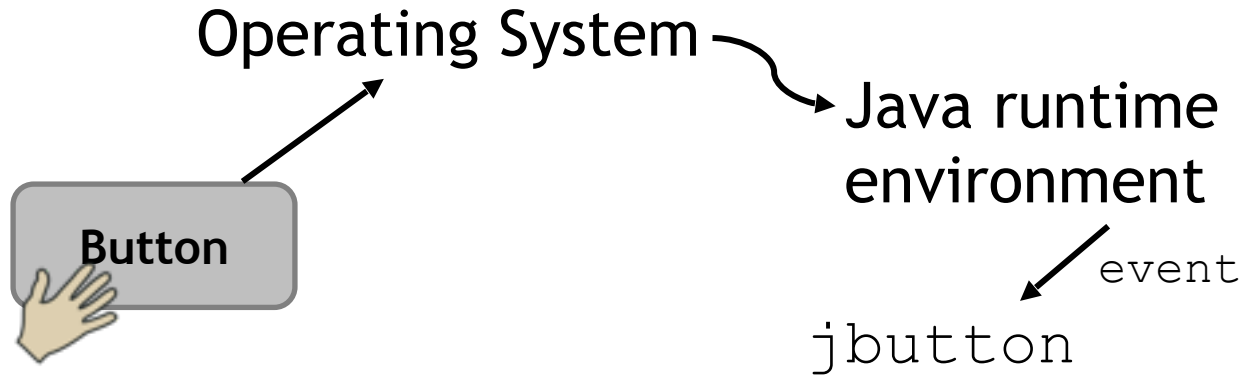 Operating System
Java runtime
environment
Button
event
jbutton